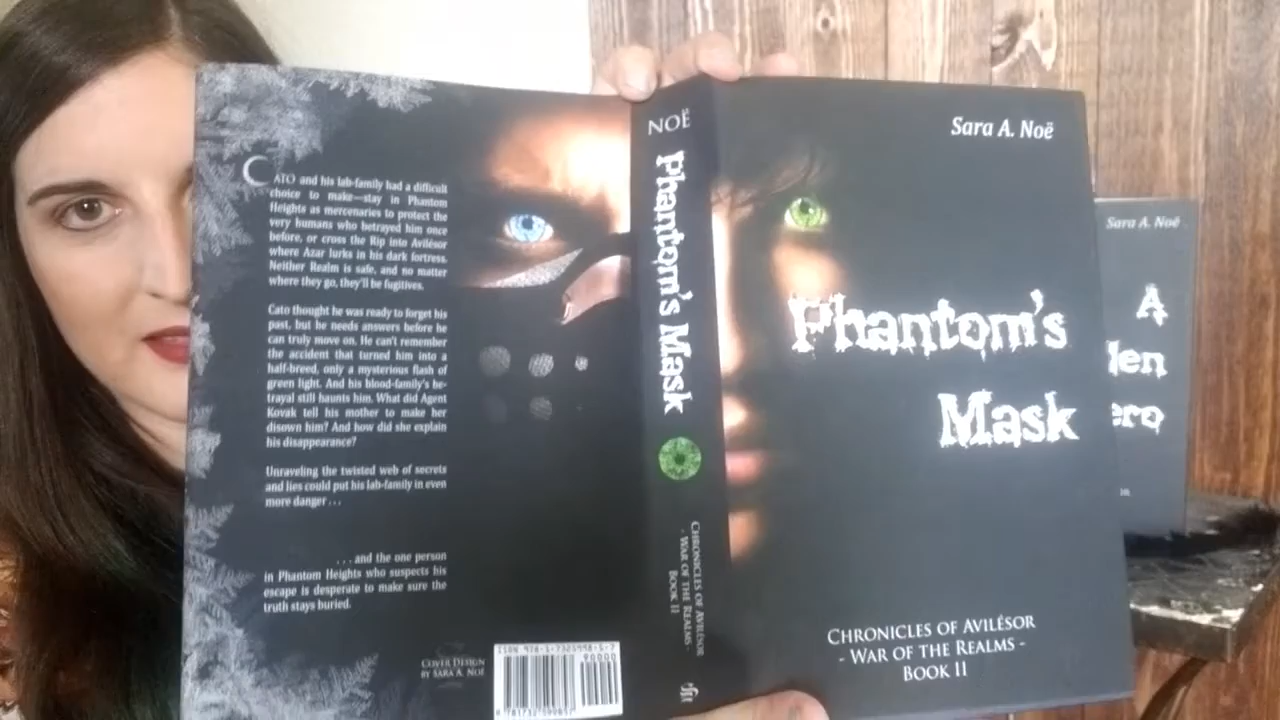 CATO and his lab-family had a difficult
choice to make—stay in Phantom
Heights as mercenaries to protect the
very humans who betrayed him once
before, or cross the Rip into Avilésor
where Azar lurks in his dark fortress.
Neither Realm is safe, and no matter
where they go, they'll be fugitives.
Cato thought he was ready to forget his
past, but he needs answers before he
can truly move on. He can't remember
the accident that turned him into a
half-breed, only a mysterious flash of
green light. And his blood-family's be-
trayal still haunts him. What did Agent
Kovak tell his mother to make her
disown him? And how did she explain
his disappearance?
Unraveling the twisted web of secrets
and lies could put his lab-family in even
more danger . . .
. . . and the one person
in Phantom Heights who suspects his
escape is desperate to make sure the
truth stays buried.
COVER DESIGN
BY SARA A. NOË
90000
NOË
Phantom's Mask
CHRONICLES OF AVILÉSOR
- WAR OF THE REALMS -
BOOK II
Sara A. Noë
Phantom's
Mask
CHRONICLES OF AVILÉSOR
- WAR OF THE REALMS -
BOOK II
Sara A. Noë
A
den
ero